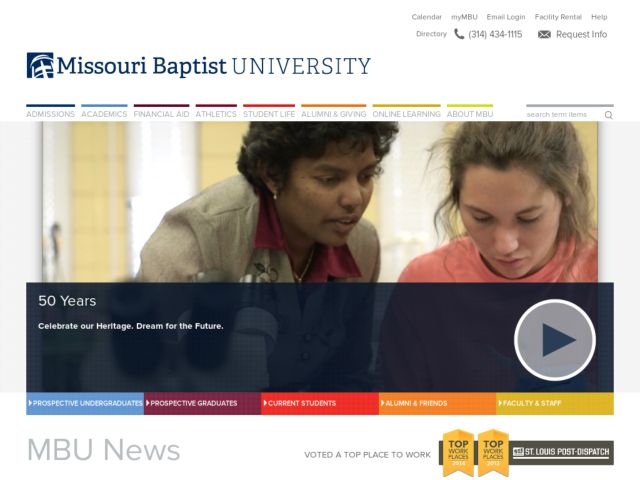 Calendar myMBU Email Login Facility Rental Help
Directory (314) 434-1115 Request Info
Missouri Baptist UNIVERSITY
ADMISSIONS ACADEMICS FINANCIAL AID ATHLETICS STUDENT LIFE ALUMNI & GIVING ONLINE LEARNING ABOUT MBU search term items
50 Years
Celebrate our Heritage. Dream for the Future.
PROSPECTIVE UNDERGRADUATES PROSPECTIVE GRADUATES CURRENT STUDENTS ALUMNI & FRIENDS FACULTY & STAFF
MBU News
VOTED A TOP PLACE TO WORK
TOP WORK PLACES 2014
TOP WORK PLACES 2013
ST. LOUIS POST-DISPATCH